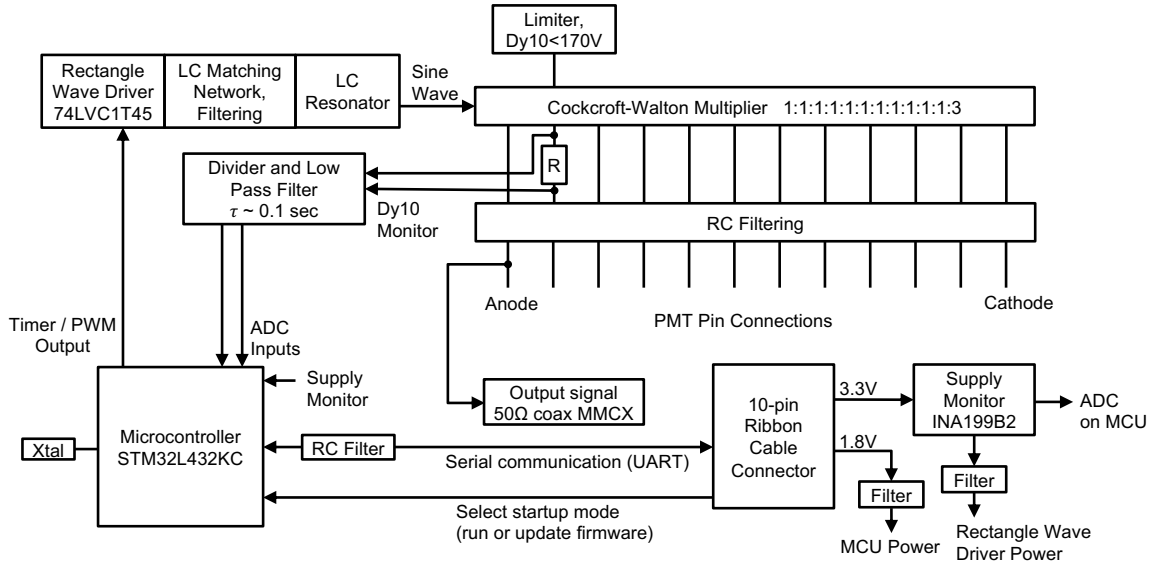 Limiter,
Dy10<170V
Rectangle
Wave Driver
74LVC1T45
LC Matching
Network,
Filtering
LC
Resonator
Sine
Wave
Cockcroft-Walton Multiplier 1:1:1:1:1:1:1:1:1:1:1:3
R
Divider and Low
Pass Filter
τ ~ 0.1 sec
Dy10
Monitor
RC Filtering
Anode
Cathode
PMT Pin Connections
Timer / PWM
Output
ADC
Inputs
Supply
Monitor
Output signal
50Ω coax MMCX
Microcontroller
STM32L432KC
Xtal
RC Filter
Serial communication (UART)
Select startup mode
(run or update firmware)
10-pin
Ribbon
Cable
Connector
3.3V
1.8V
Supply
Monitor
INA199B2
ADC
on MCU
Filter
Filter
MCU Power
Rectangle Wave
Driver Power